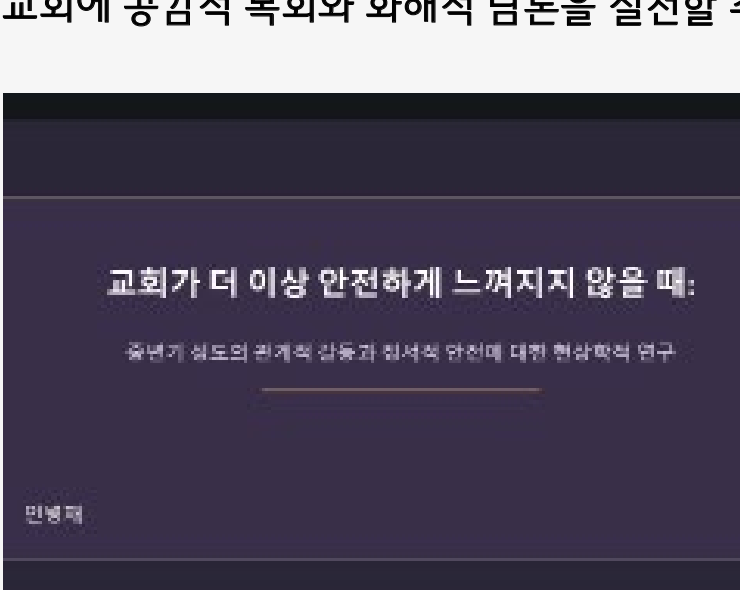 교회에 공감적 목회와 화해적 담론을 실천할 수
교회가 더 이상 안전하게 느껴지지 않을 때:
중년기 성도의 관계적 갈등과 정서적 안전에 대한 현상학적 연구